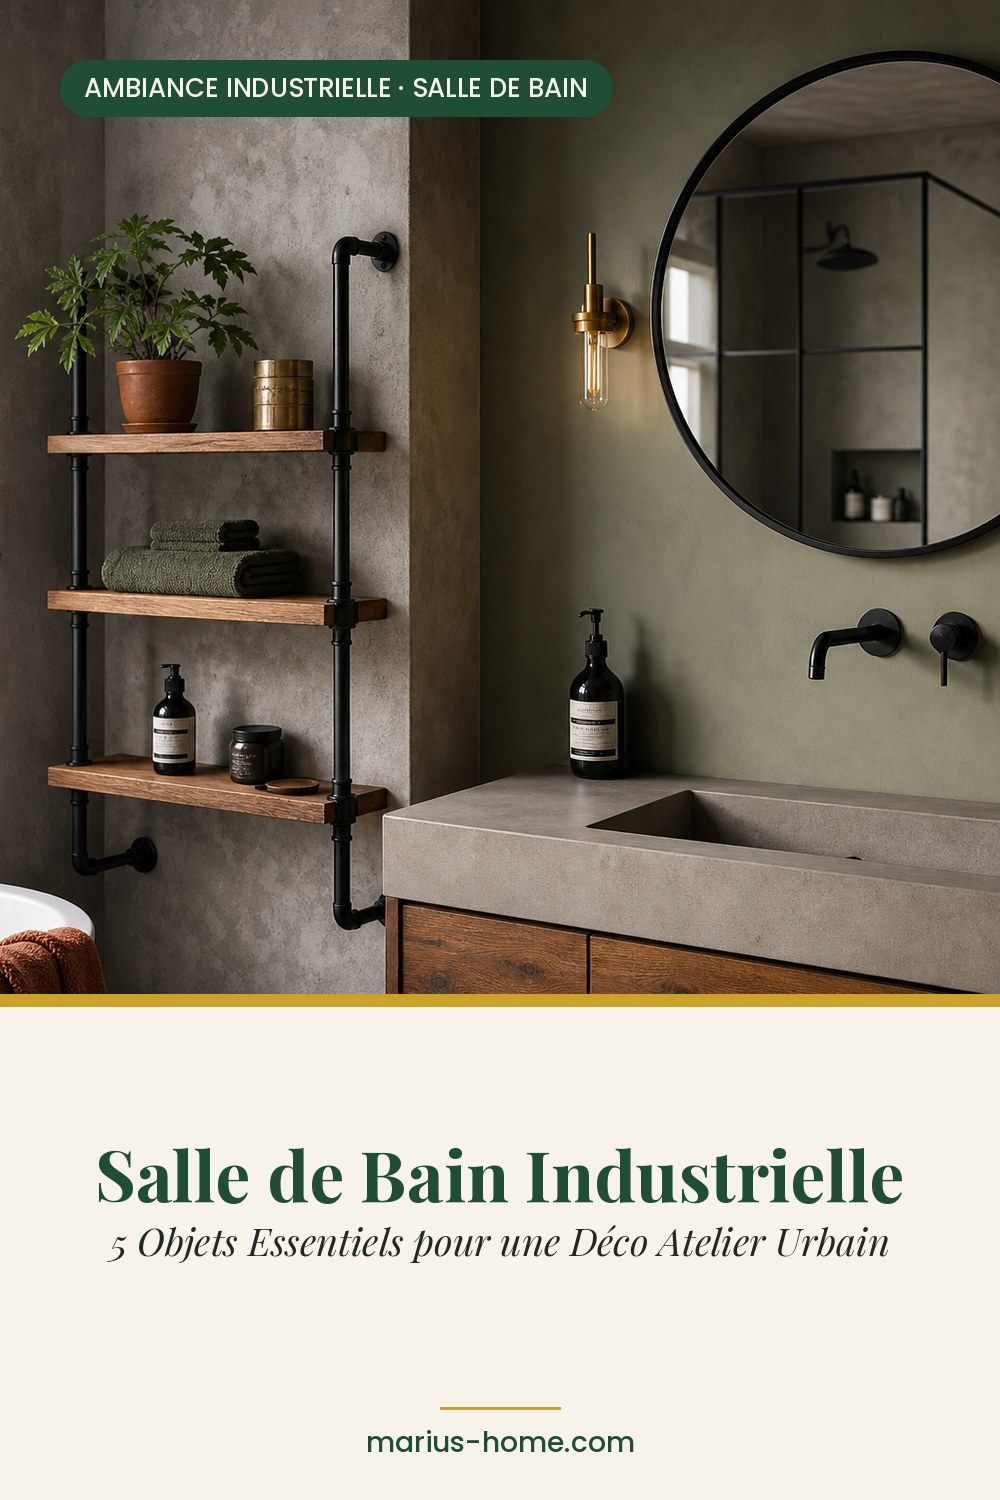 AMBIANCE INDUSTRIELLE · SALLE DE BAIN
Salle de Bain Industrielle
5 Objets Essentiels pour une Déco Atelier Urbain
marius-home.com